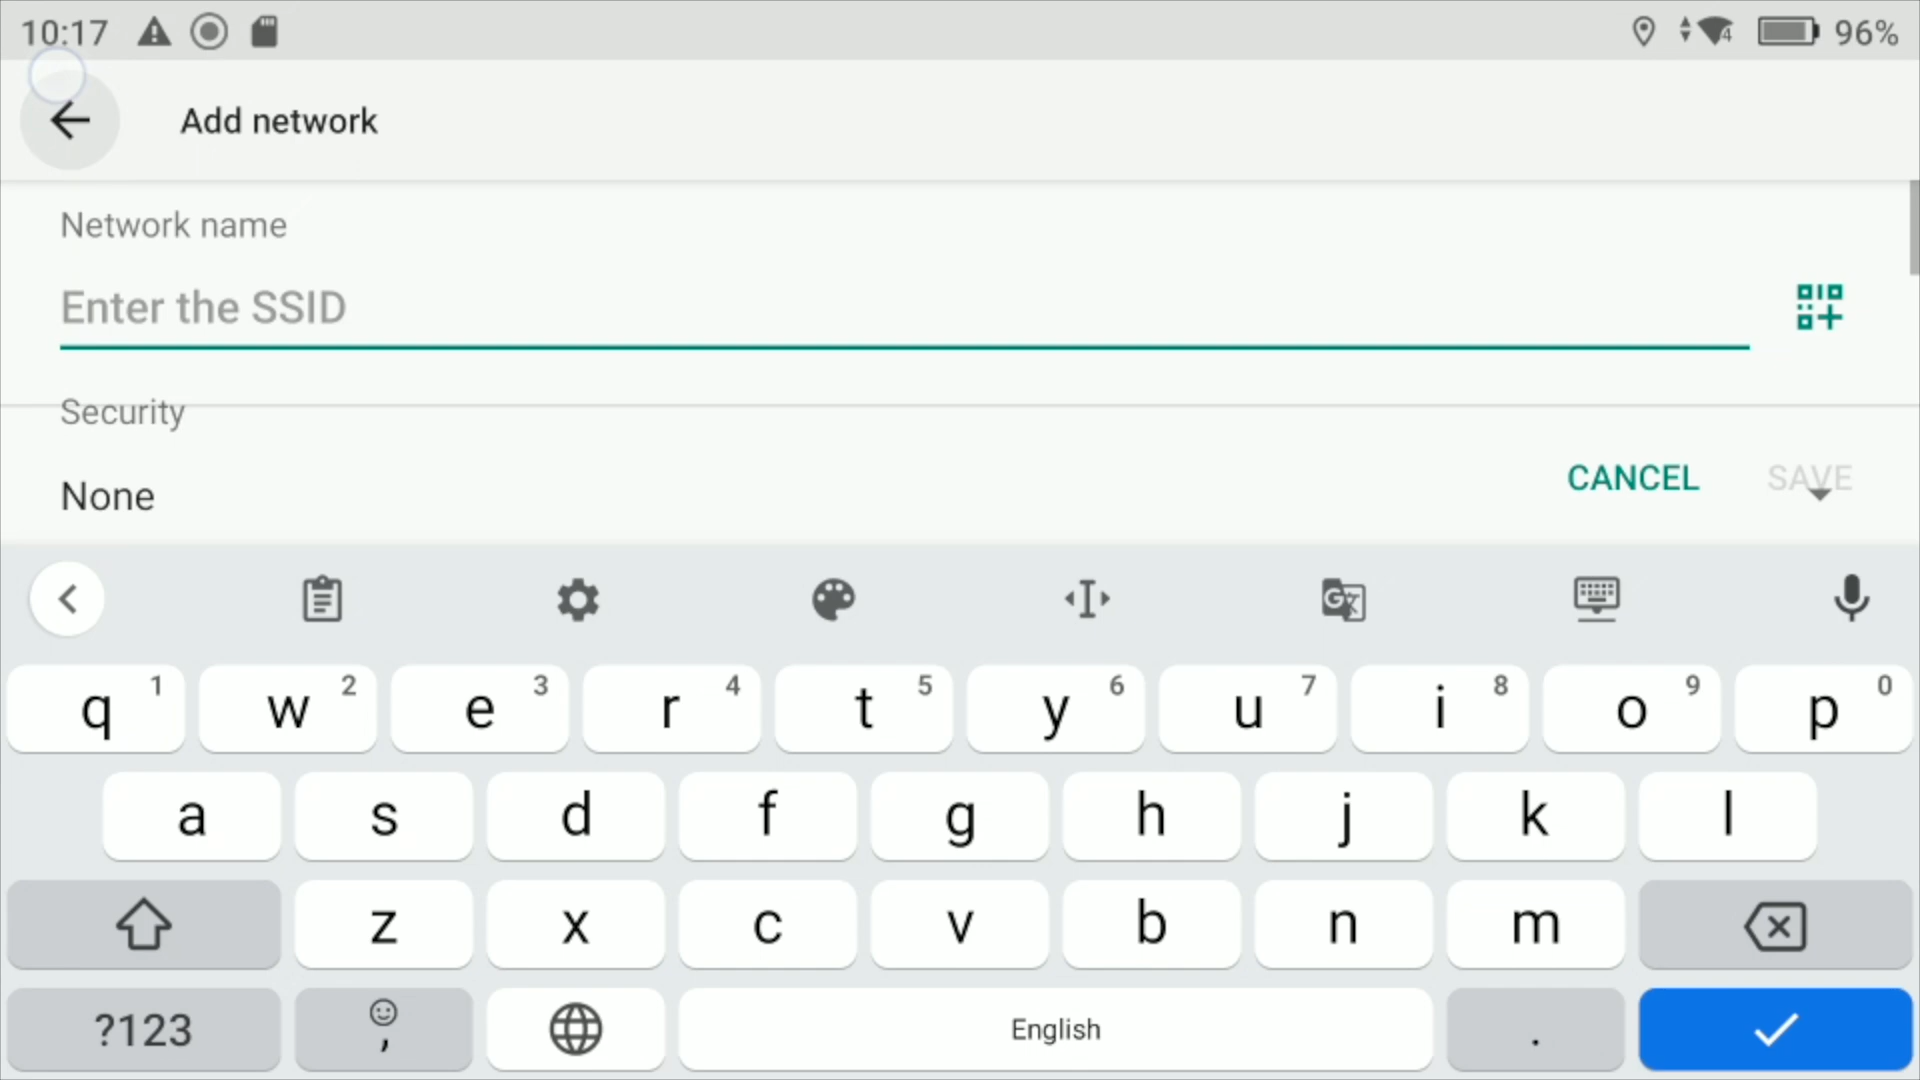 10:17 4 96%
Add network
Network name
Enter the SSID
Security
None
CANCEL SAVE
q 1 w 2 e 3 r 4 t 5 y 6 u 7 i 8 o 9 p 0
a s d f g h j k l
z x c v b n m
?123 , English .